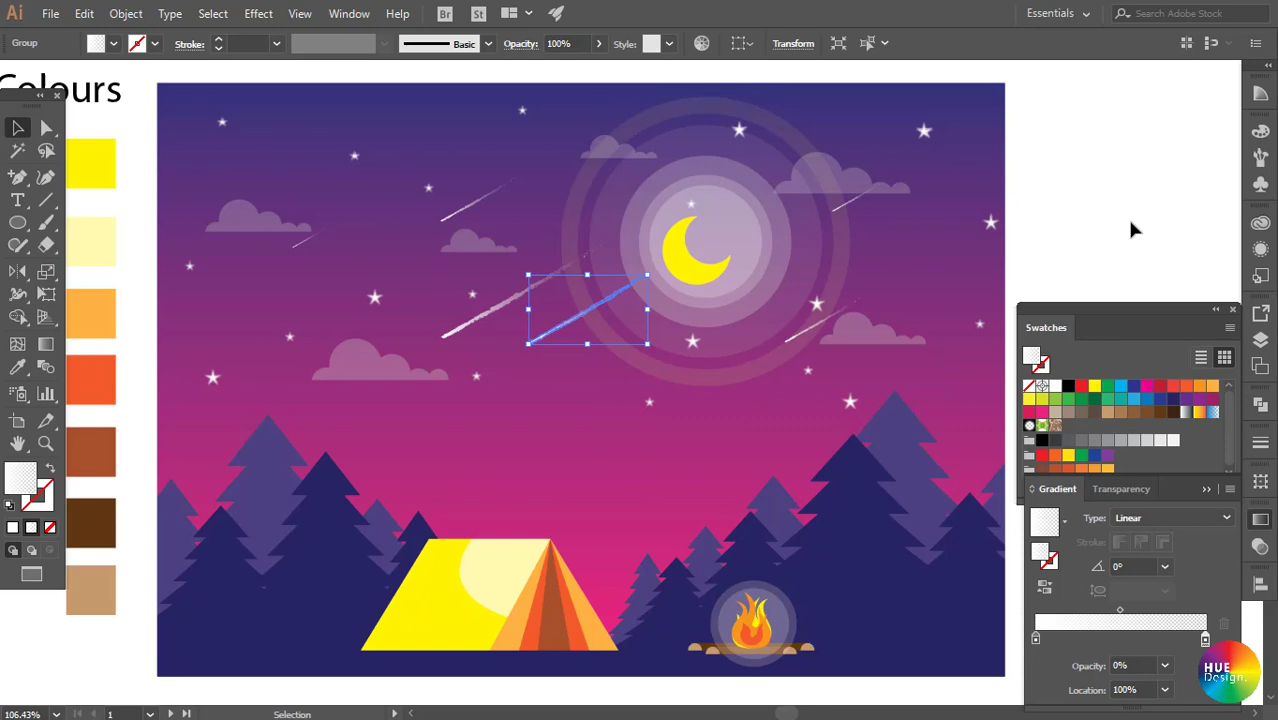 Ai File Edit Object Type Select Effect View Window Help Br St Essentials Search Adobe Stock
Group Stroke: Basic Opacity: 100% Style: Transform
Colours
Swatches
Gradient Transparency
Type: Linear
Stroke:
0°
Opacity: 0%
Location: 100%
HUE
Design.
106.43% 1 Selection